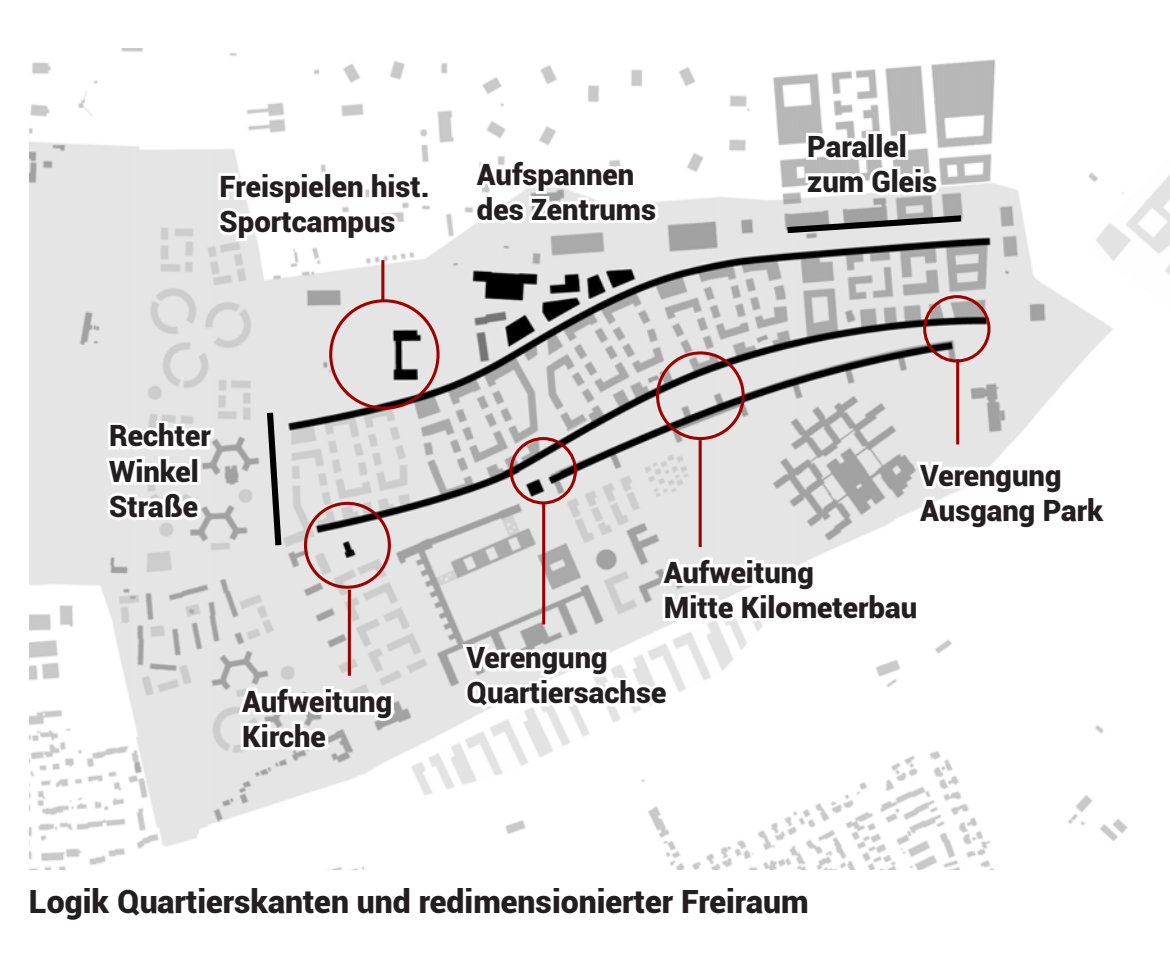 Parallel
zum Gleis
Aufspannen
des Zentrums
Freispielen hist.
Sportcampus
Rechter
Winkel
Straße
Verengung
Ausgang Park
Aufweitung
Mitte Kilometerbau
Verengung
Quartiersachse
Aufweitung
Kirche
Logik Quartierskanten und redimensionierter Freiraum